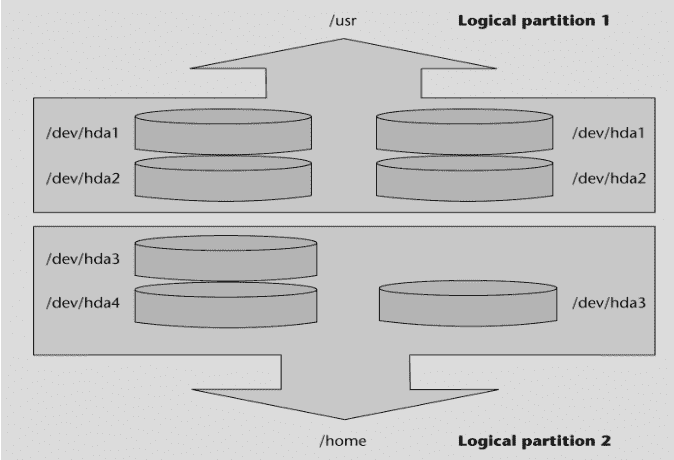 /usr Logical partition 1
/dev/hda1 /dev/hda1
/dev/hda2 /dev/hda2
/dev/hda3
/dev/hda4 /dev/hda3
/home Logical partition 2